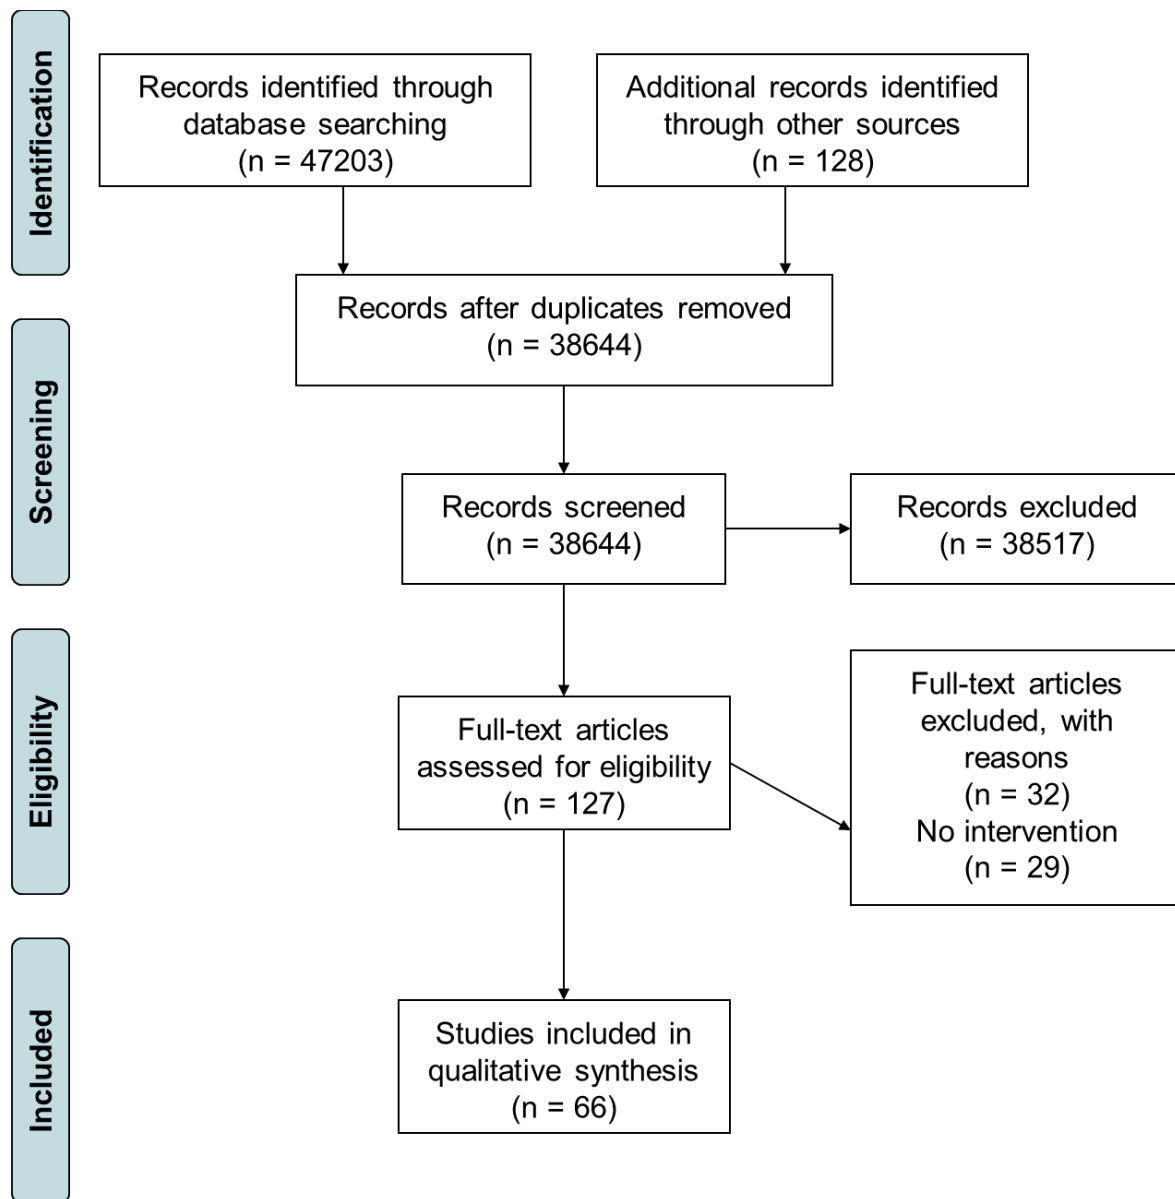 Identification
Records identified through
database searching
(n = 47203)
Additional records identified
through other sources
(n = 128)
Records after duplicates removed
(n = 38644)
Screening
Records screened
(n = 38644)
Records excluded
(n = 38517)
Eligibility
Full-text articles
assessed for eligibility
(n = 127)
Full-text articles
excluded, with
reasons
(n = 32)
No intervention
(n = 29)
Included
Studies included in
qualitative synthesis
(n = 66)